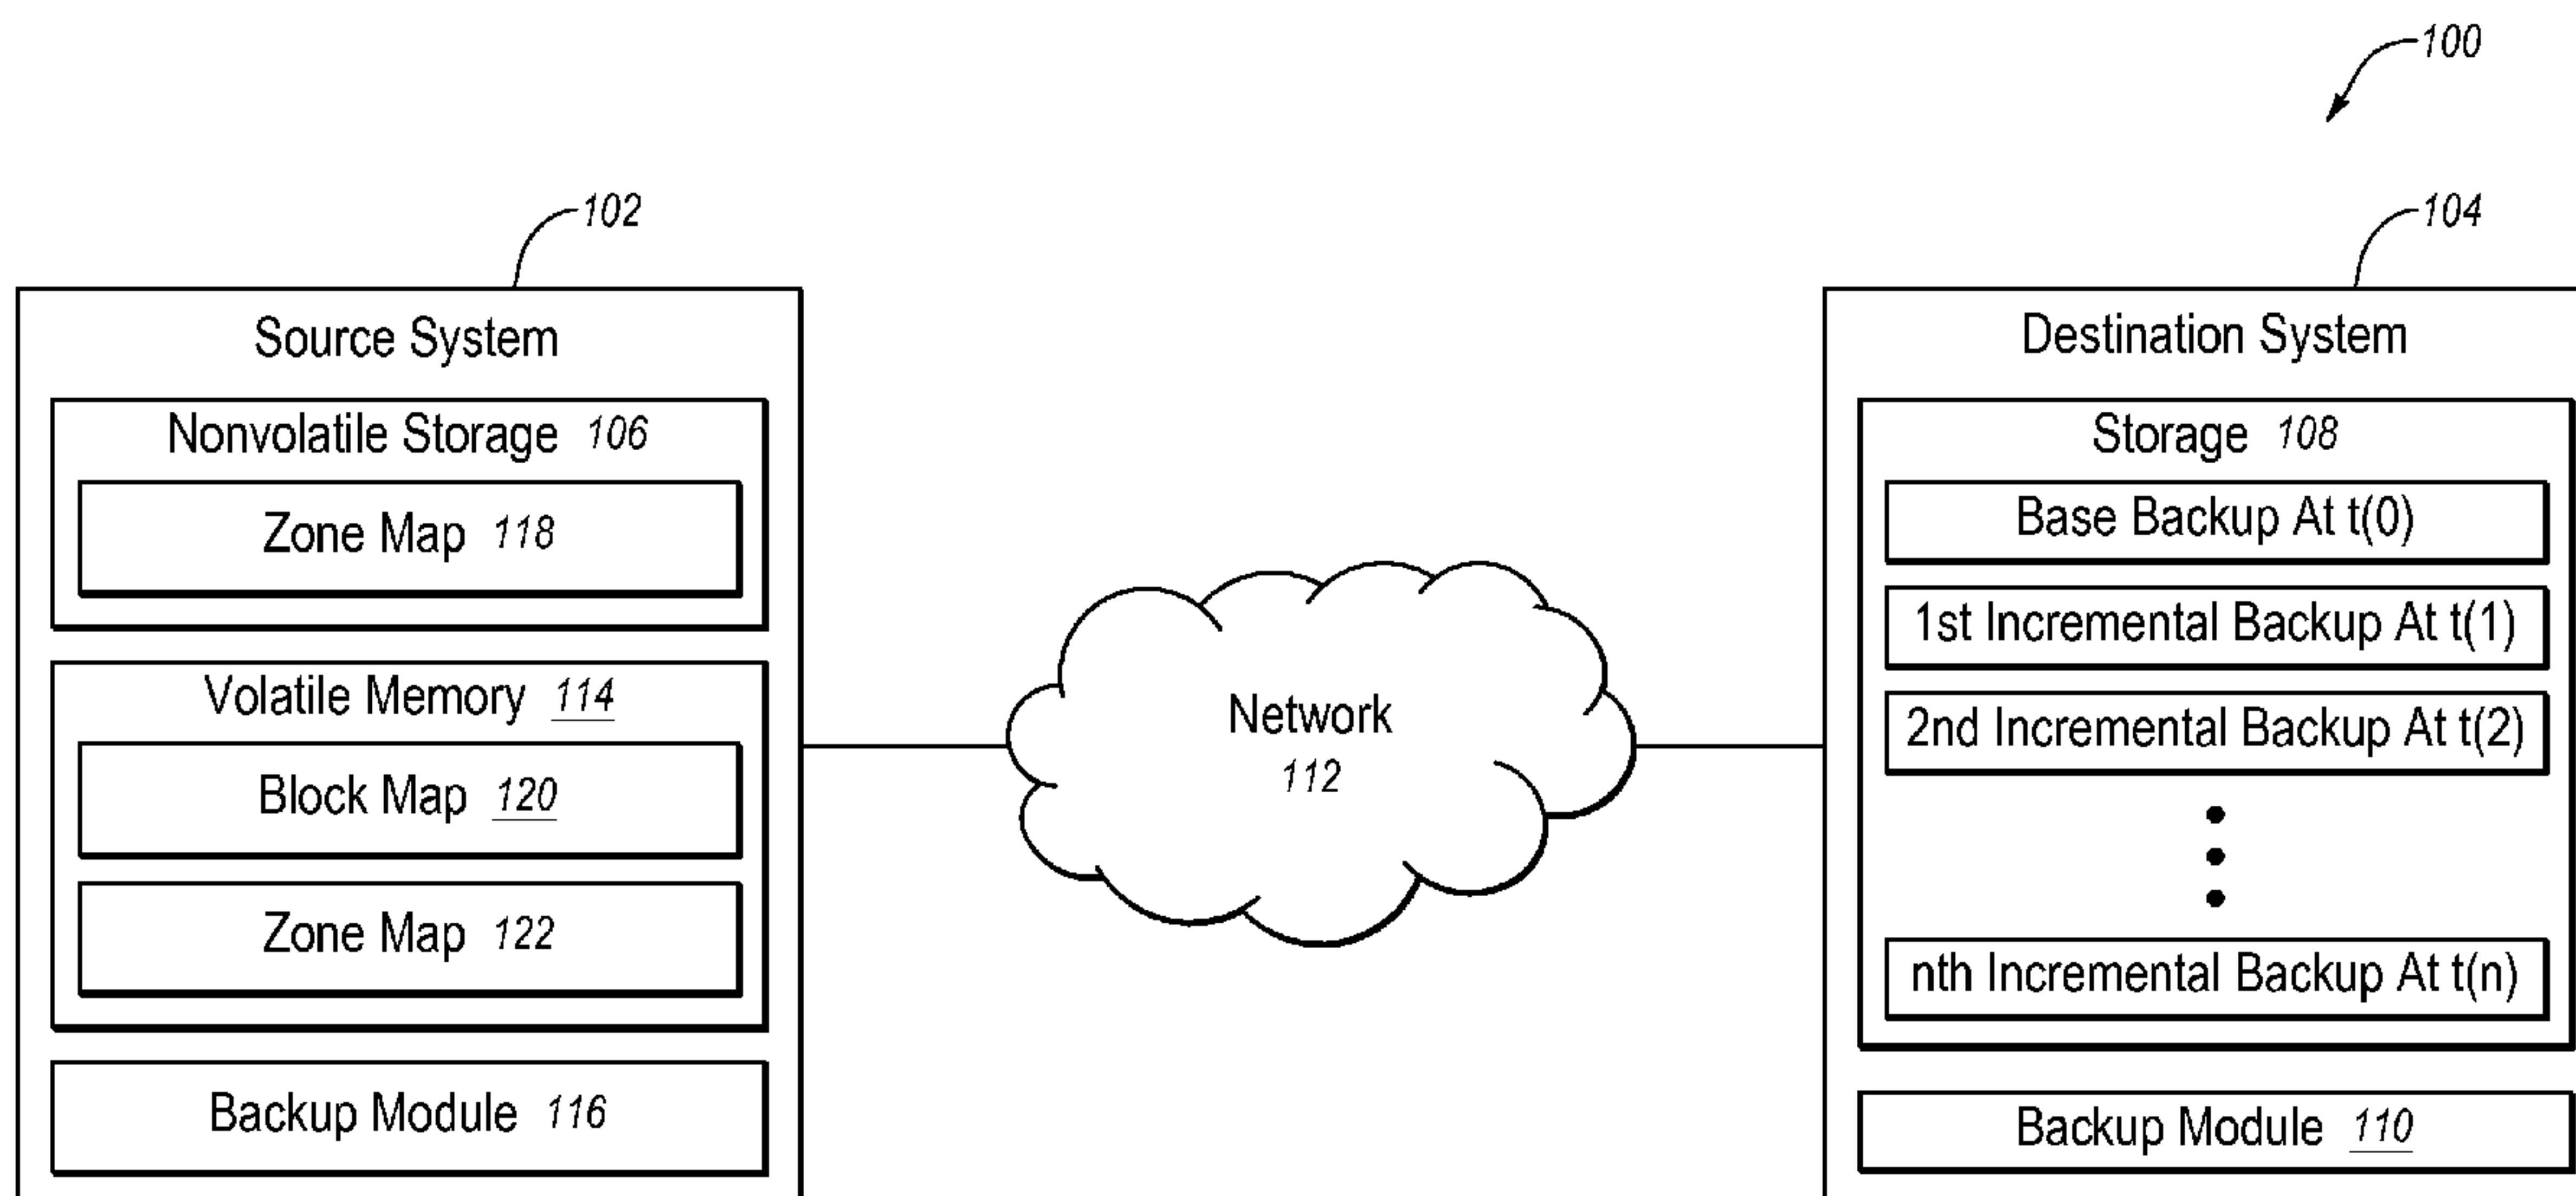 100
102
104
Source System
Nonvolatile Storage 106
Zone Map 118
Volatile Memory 114
Block Map 120
Zone Map 122
Backup Module 116
Network
112
Destination System
Storage 108
Base Backup At t(0)
1st Incremental Backup At t(1)
2nd Incremental Backup At t(2)
nth Incremental Backup At t(n)
Backup Module 110